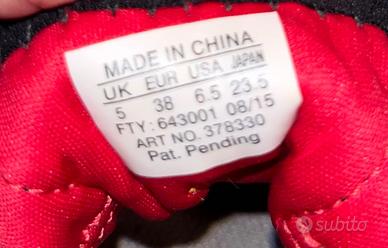 MADE IN CHINA
UK EUR USA JAPAN
5 38 6.5 23.5
FTY: 643001 08/15
ART NO. 378330
Pat. Pending
subito